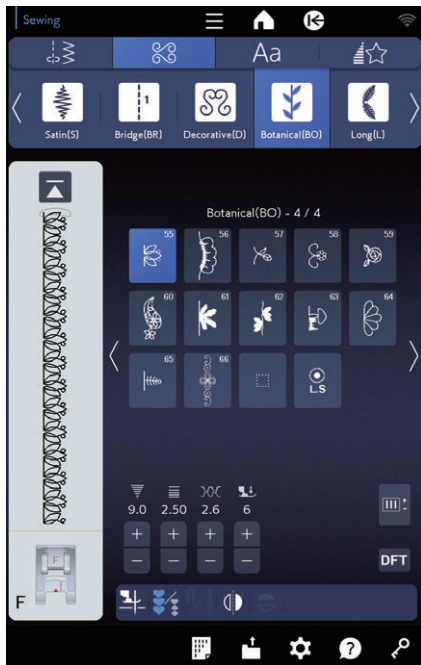 Sewing
Aa
Satin(S) Bridge(BR) Decorative(D) Botanical(BO) Long(L)
1
Botanical(BO) - 4 / 4
55 56 57 58 59
60 61 62 63 64
65 66
L.S
9.0 2.50 2.6 6
+ + + +
− − − −
DFT
F
F
?